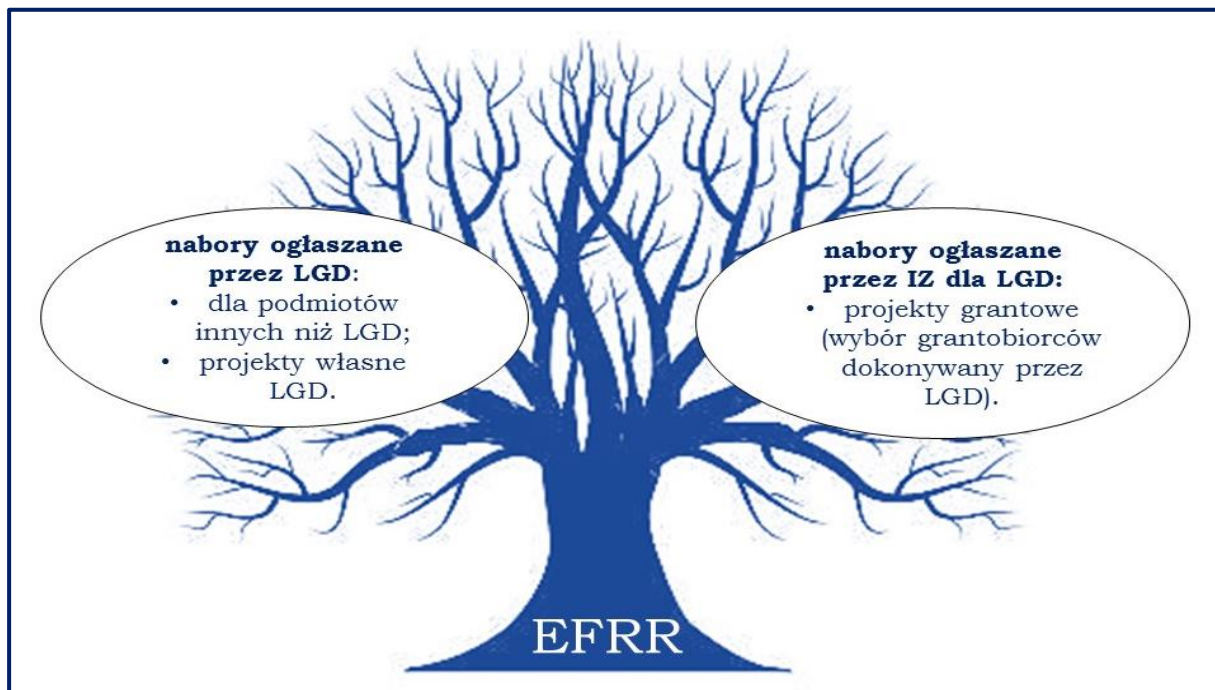 nabory ogłaszane
przez LGD:
• dla podmiotów
innych niż LGD;
• projekty własne
LGD.
nabory ogłaszane
przez IZ dla LGD:
• projekty grantowe
(wybór grantobiorców
dokonywany przez
LGD).
EFRR